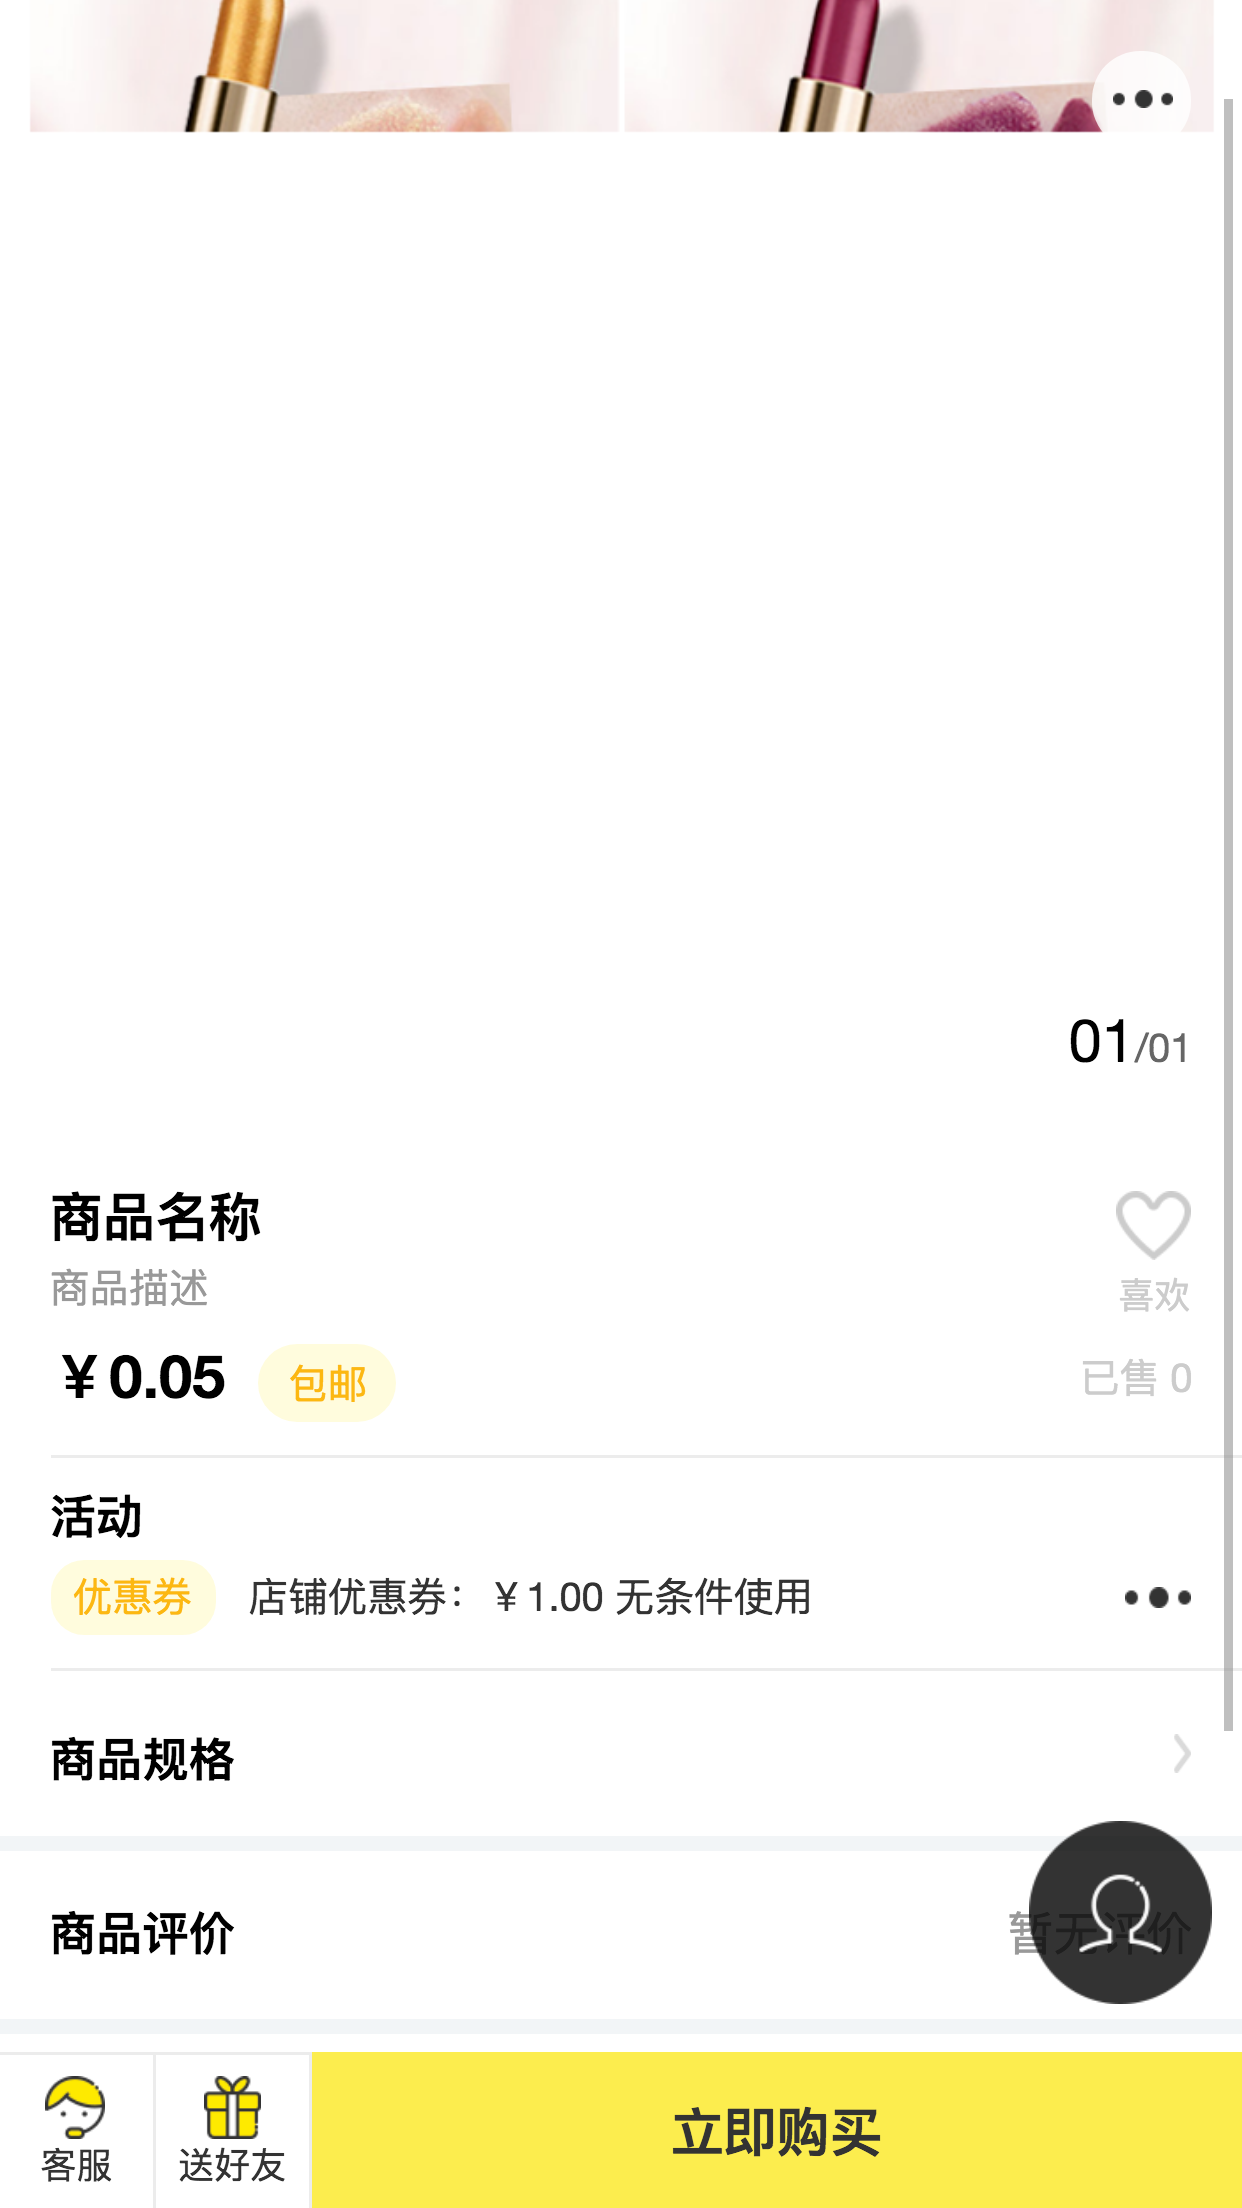 01/01
商品名称
商品描述
喜欢
¥0.05 包邮 已售 0
活动
优惠券 店铺优惠券： ¥1.00 无条件使用
商品规格
商品评价 暂无评价
客服 送好友 立即购买